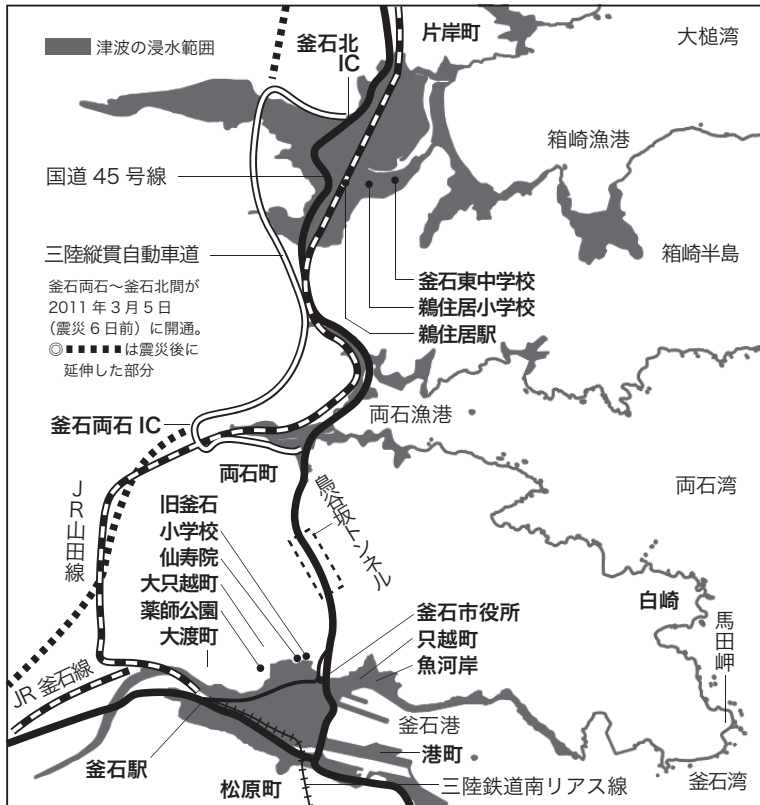 津波の浸水範囲
釜石北
IC
片岸町
大槌湾
箱崎漁港
国道 45 号線
箱崎半島
三陸縦貫自動車道
釜石両石～釜石北間が
2011 年 3 月 5 日
（震災 6 日前）に開通。
◎■■■■■は震災後に
延伸した部分
釜石東中学校
鵜住居小学校
鵜住居駅
釜石両石 IC
両石漁港
両石町
両石湾
JR山田線
鳥谷坂トンネル
旧釜石
小学校
仙寿院
大只越町
薬師公園
大渡町
白崎
馬田岬
釜石市役所
只越町
魚河岸
JR 釜石線
釜石港
港町
釜石駅
松原町
三陸鉄道南リアス線
釜石湾